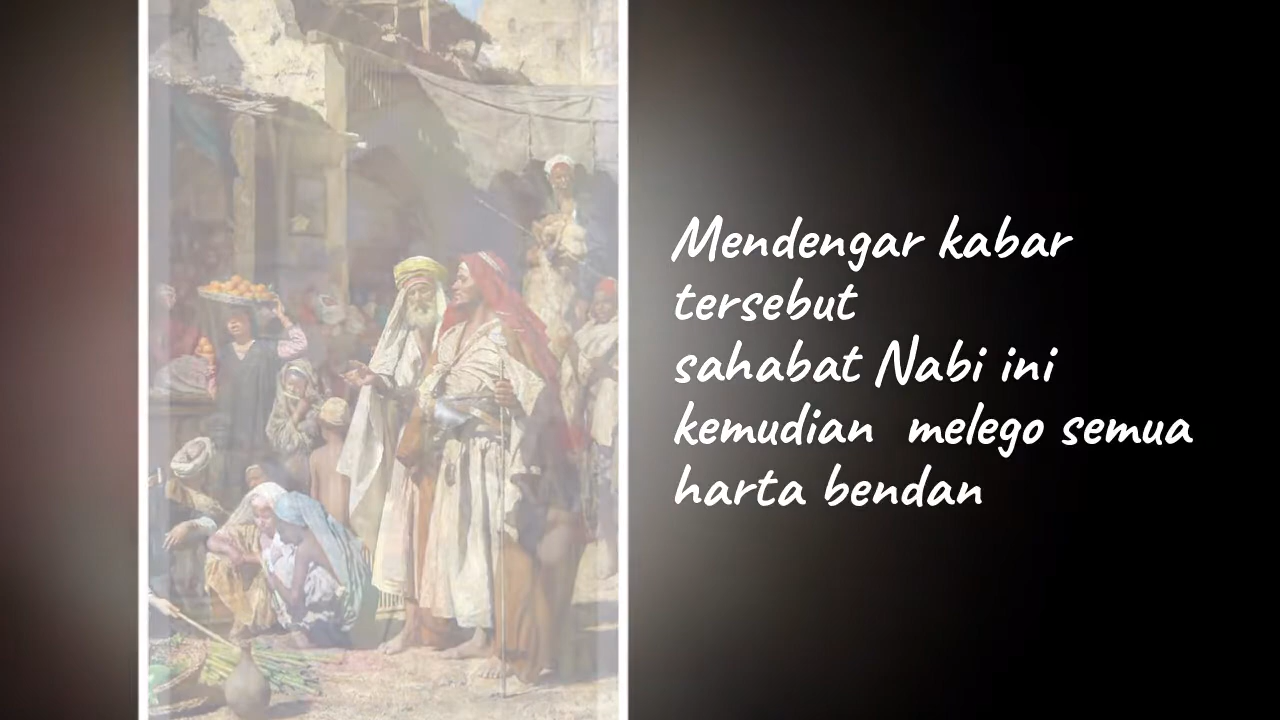 Mendengar kabar
tersebut
sahabat Nabi ini
kemudian  melego semua
harta bendan